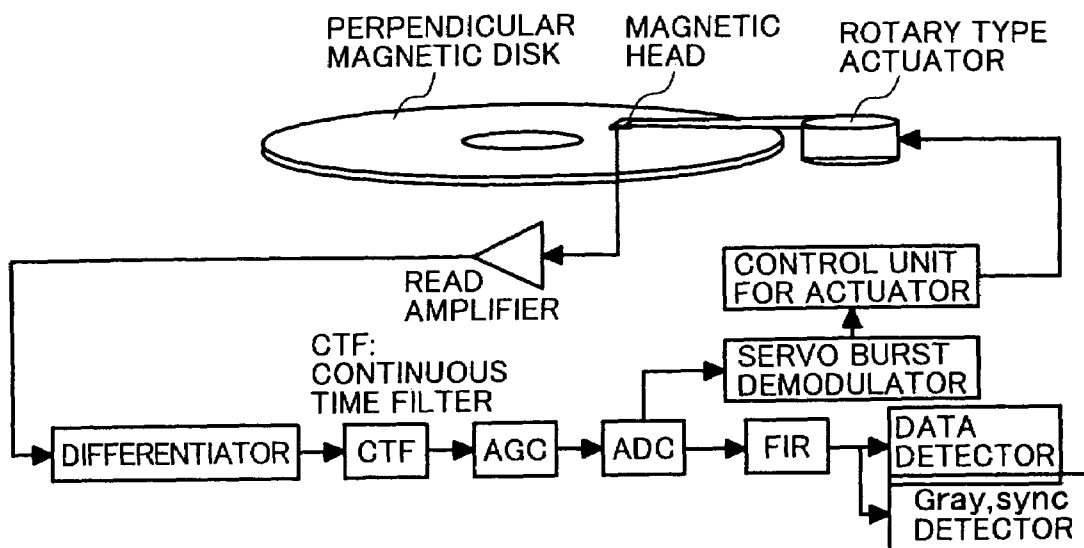 PERPENDICULAR
MAGNETIC DISK
MAGNETIC
HEAD
ROTARY TYPE
ACTUATOR
READ
AMPLIFIER
CONTROL UNIT
FOR ACTUATOR
CTF:
CONTINUOUS
TIME FILTER
SERVO BURST
DEMODULATOR
DIFFERENTIATOR
CTF
AGC
ADC
FIR
DATA
DETECTOR
Gray,sync
DETECTOR